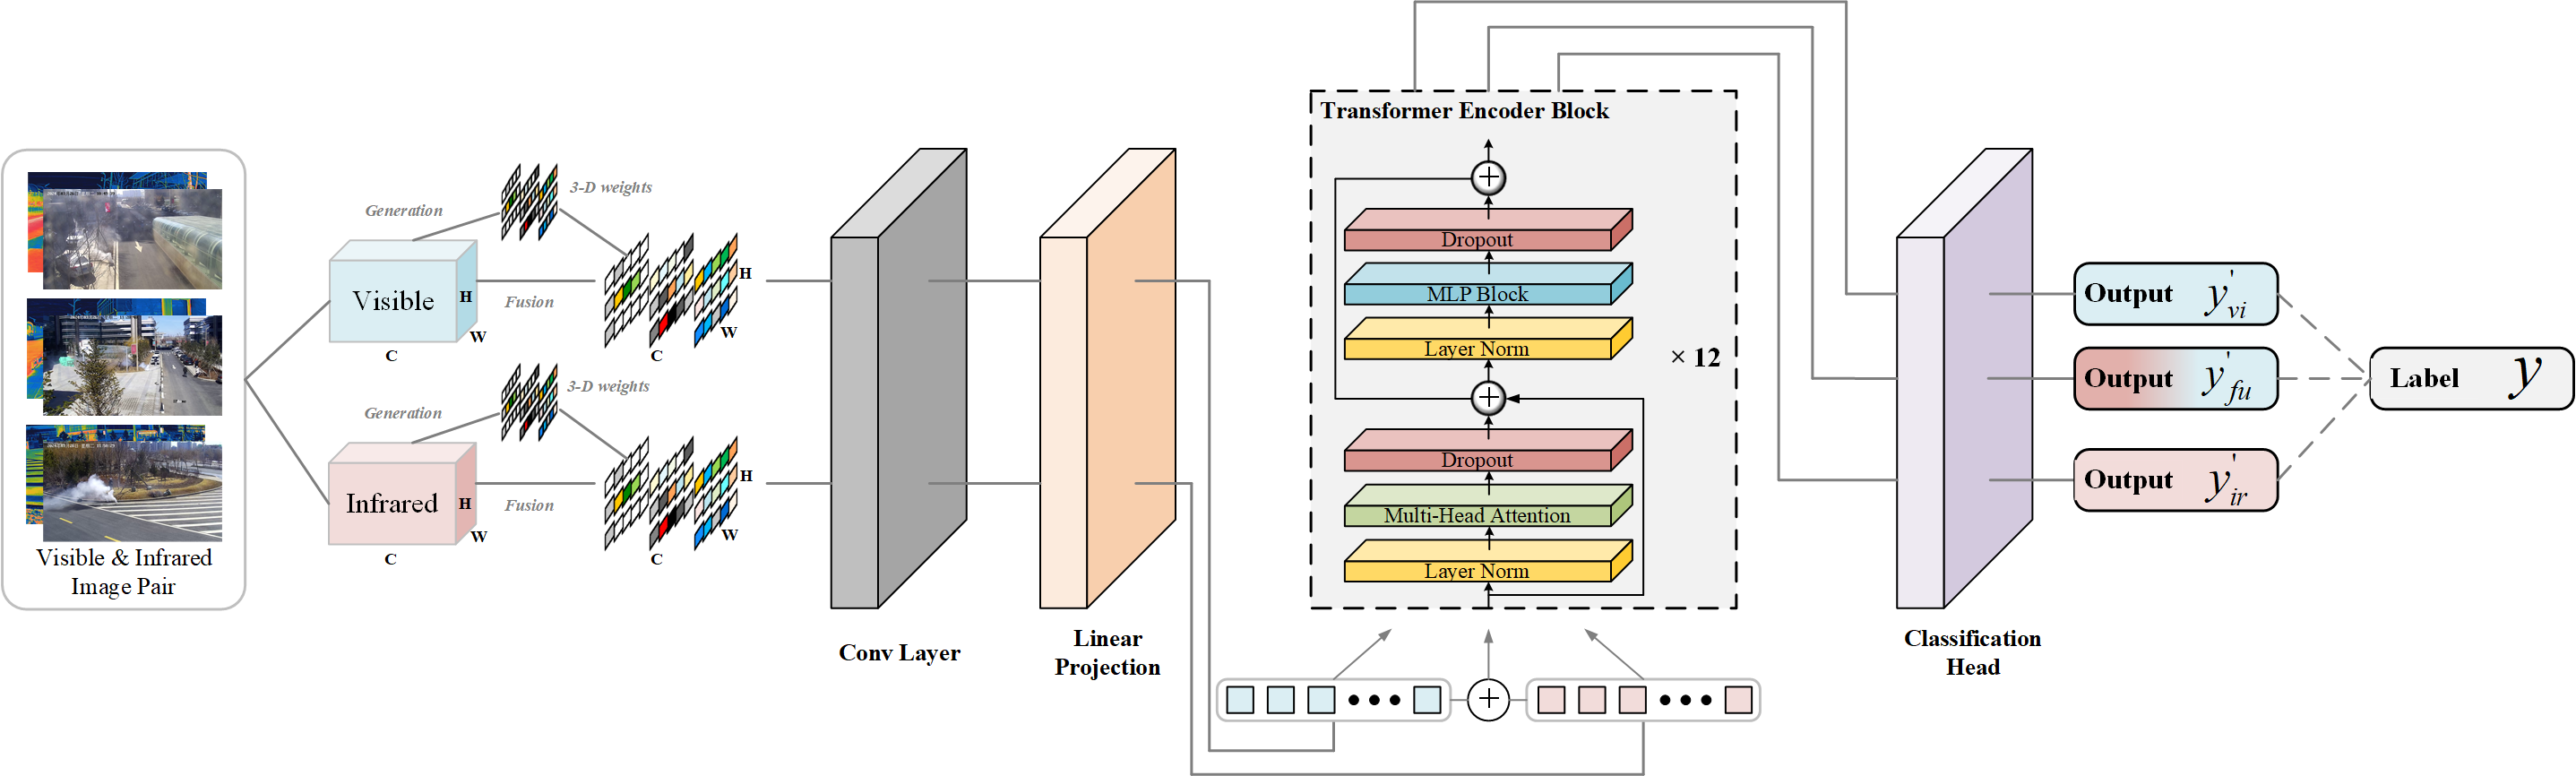 Visible & Infrared
Image Pair
Generation
3-D weights
Visible
H
W
C
Fusion
H
W
C
Generation
3-D weights
Infrared
H
W
C
Fusion
H
W
C
Conv Layer
Linear
Projection
Transformer Encoder Block
Dropout
MLP Block
Layer Norm
× 12
Dropout
Multi-Head Attention
Layer Norm
Classification
Head
Output y'vi
Output y'fu
Output y'ir
Label y